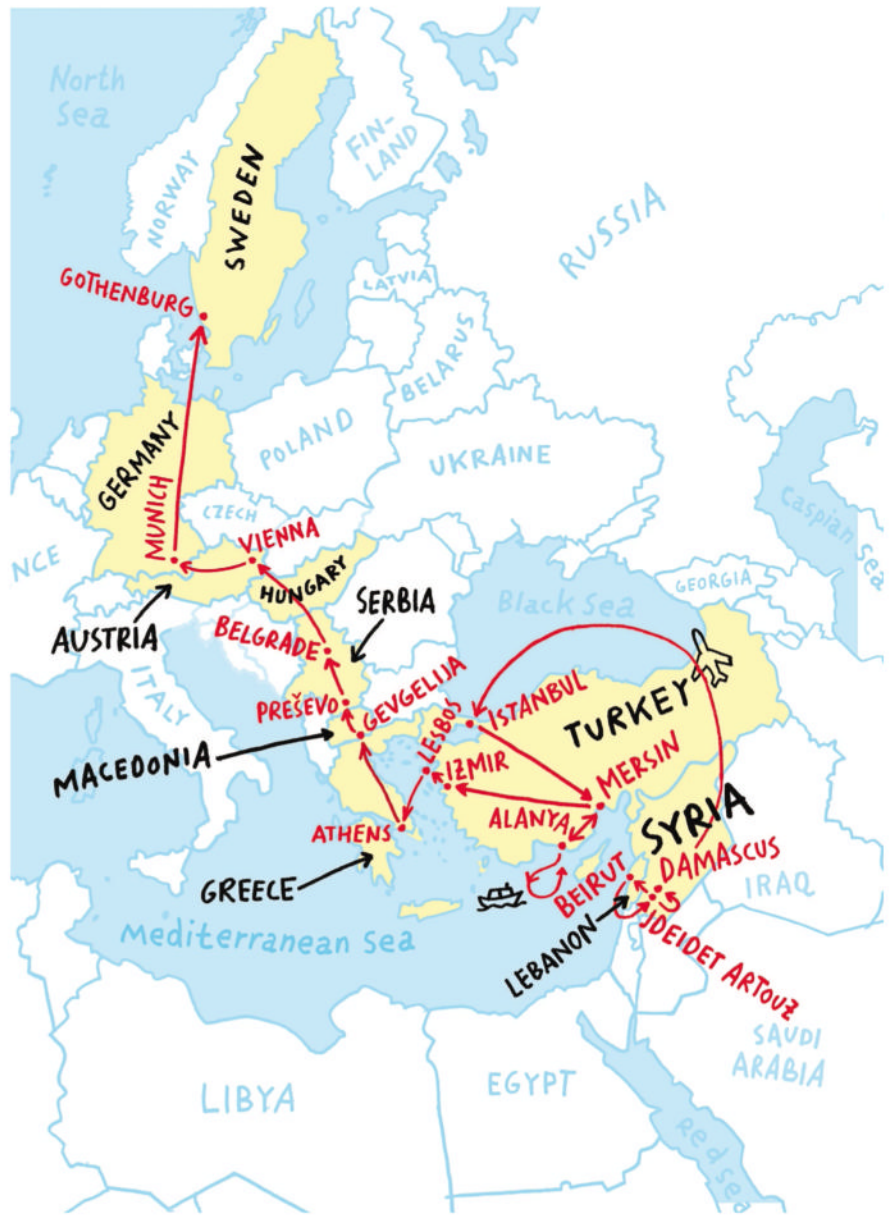 North
Sea
NORWAY
SWEDEN
FIN-
LAND
RUSSIA
GOTHENBURG
LATVIA
BELARUS
GERMANY
POLAND
UKRAINE
MUNICH
CZECH
VIENNA
NCE
HUNGARY
Caspian Sea
GEORGIA
Black Sea
AUSTRIA
SERBIA
BELGRADE
ITALY
PREŠEVO
GEVGELIJA
LESBOS
ISTANBUL
TURKEY
MACEDONIA
IZMIR
MERSIN
ATHENS
ALANYA
SYRIA
GREECE
BEIRUT
DAMASCUS
IRAQ
Mediterranean Sea
LEBANON
JDEIDET ARTOUZ
SAUDI
ARABIA
LIBYA
EGYPT
Red Sea